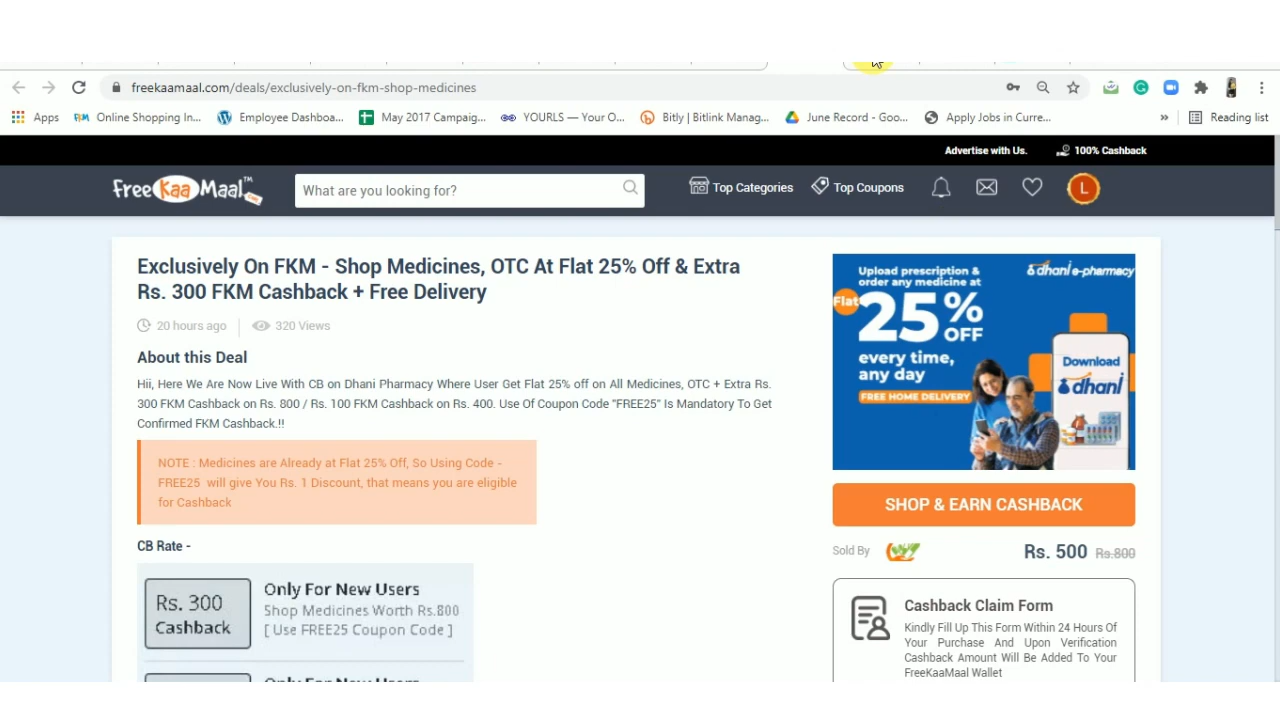 freekaamaal.com/deals/exclusively-on-fkm-shop-medicines
Apps
Online Shopping In...
Employee Dashboa...
May 2017 Campaig...
YOURLS — Your O...
Bitly | Bitlink Manag...
June Record - Goo...
Apply Jobs in Curre...
»
Reading list
Advertise with Us.
100% Cashback
Free Kaa Maal™
What are you looking for?
Top Categories
Top Coupons
L
Exclusively On FKM - Shop Medicines, OTC At Flat 25% Off & Extra
Rs. 300 FKM Cashback + Free Delivery
20 hours ago
320 Views
About this Deal
Hii, Here We Are Now Live With CB on Dhani Pharmacy Where User Get Flat 25% off on All Medicines, OTC + Extra Rs.
300 FKM Cashback on Rs. 800 / Rs. 100 FKM Cashback on Rs. 400. Use Of Coupon Code "FREE25" Is Mandatory To Get
Confirmed FKM Cashback.!!
NOTE : Medicines are Already at Flat 25% Off, So Using Code -
FREE25 will give You Rs. 1 Discount, that means you are eligible
for Cashback
CB Rate -
Rs. 300
Cashback
Only For New Users
Shop Medicines Worth Rs.800
[ Use FREE25 Coupon Code ]
Only For New Users
Upload prescription &
order any medicine at
dhani e-pharmacy
Flat
25%
OFF
every time,
any day
FREE HOME DELIVERY
Download
dhani
SHOP & EARN CASHBACK
Sold By
Rs. 500 Rs.800
Cashback Claim Form
Kindly Fill Up This Form Within 24 Hours Of
Your Purchase And Upon Verification
Cashback Amount Will Be Added To Your
FreeKaaMaal Wallet